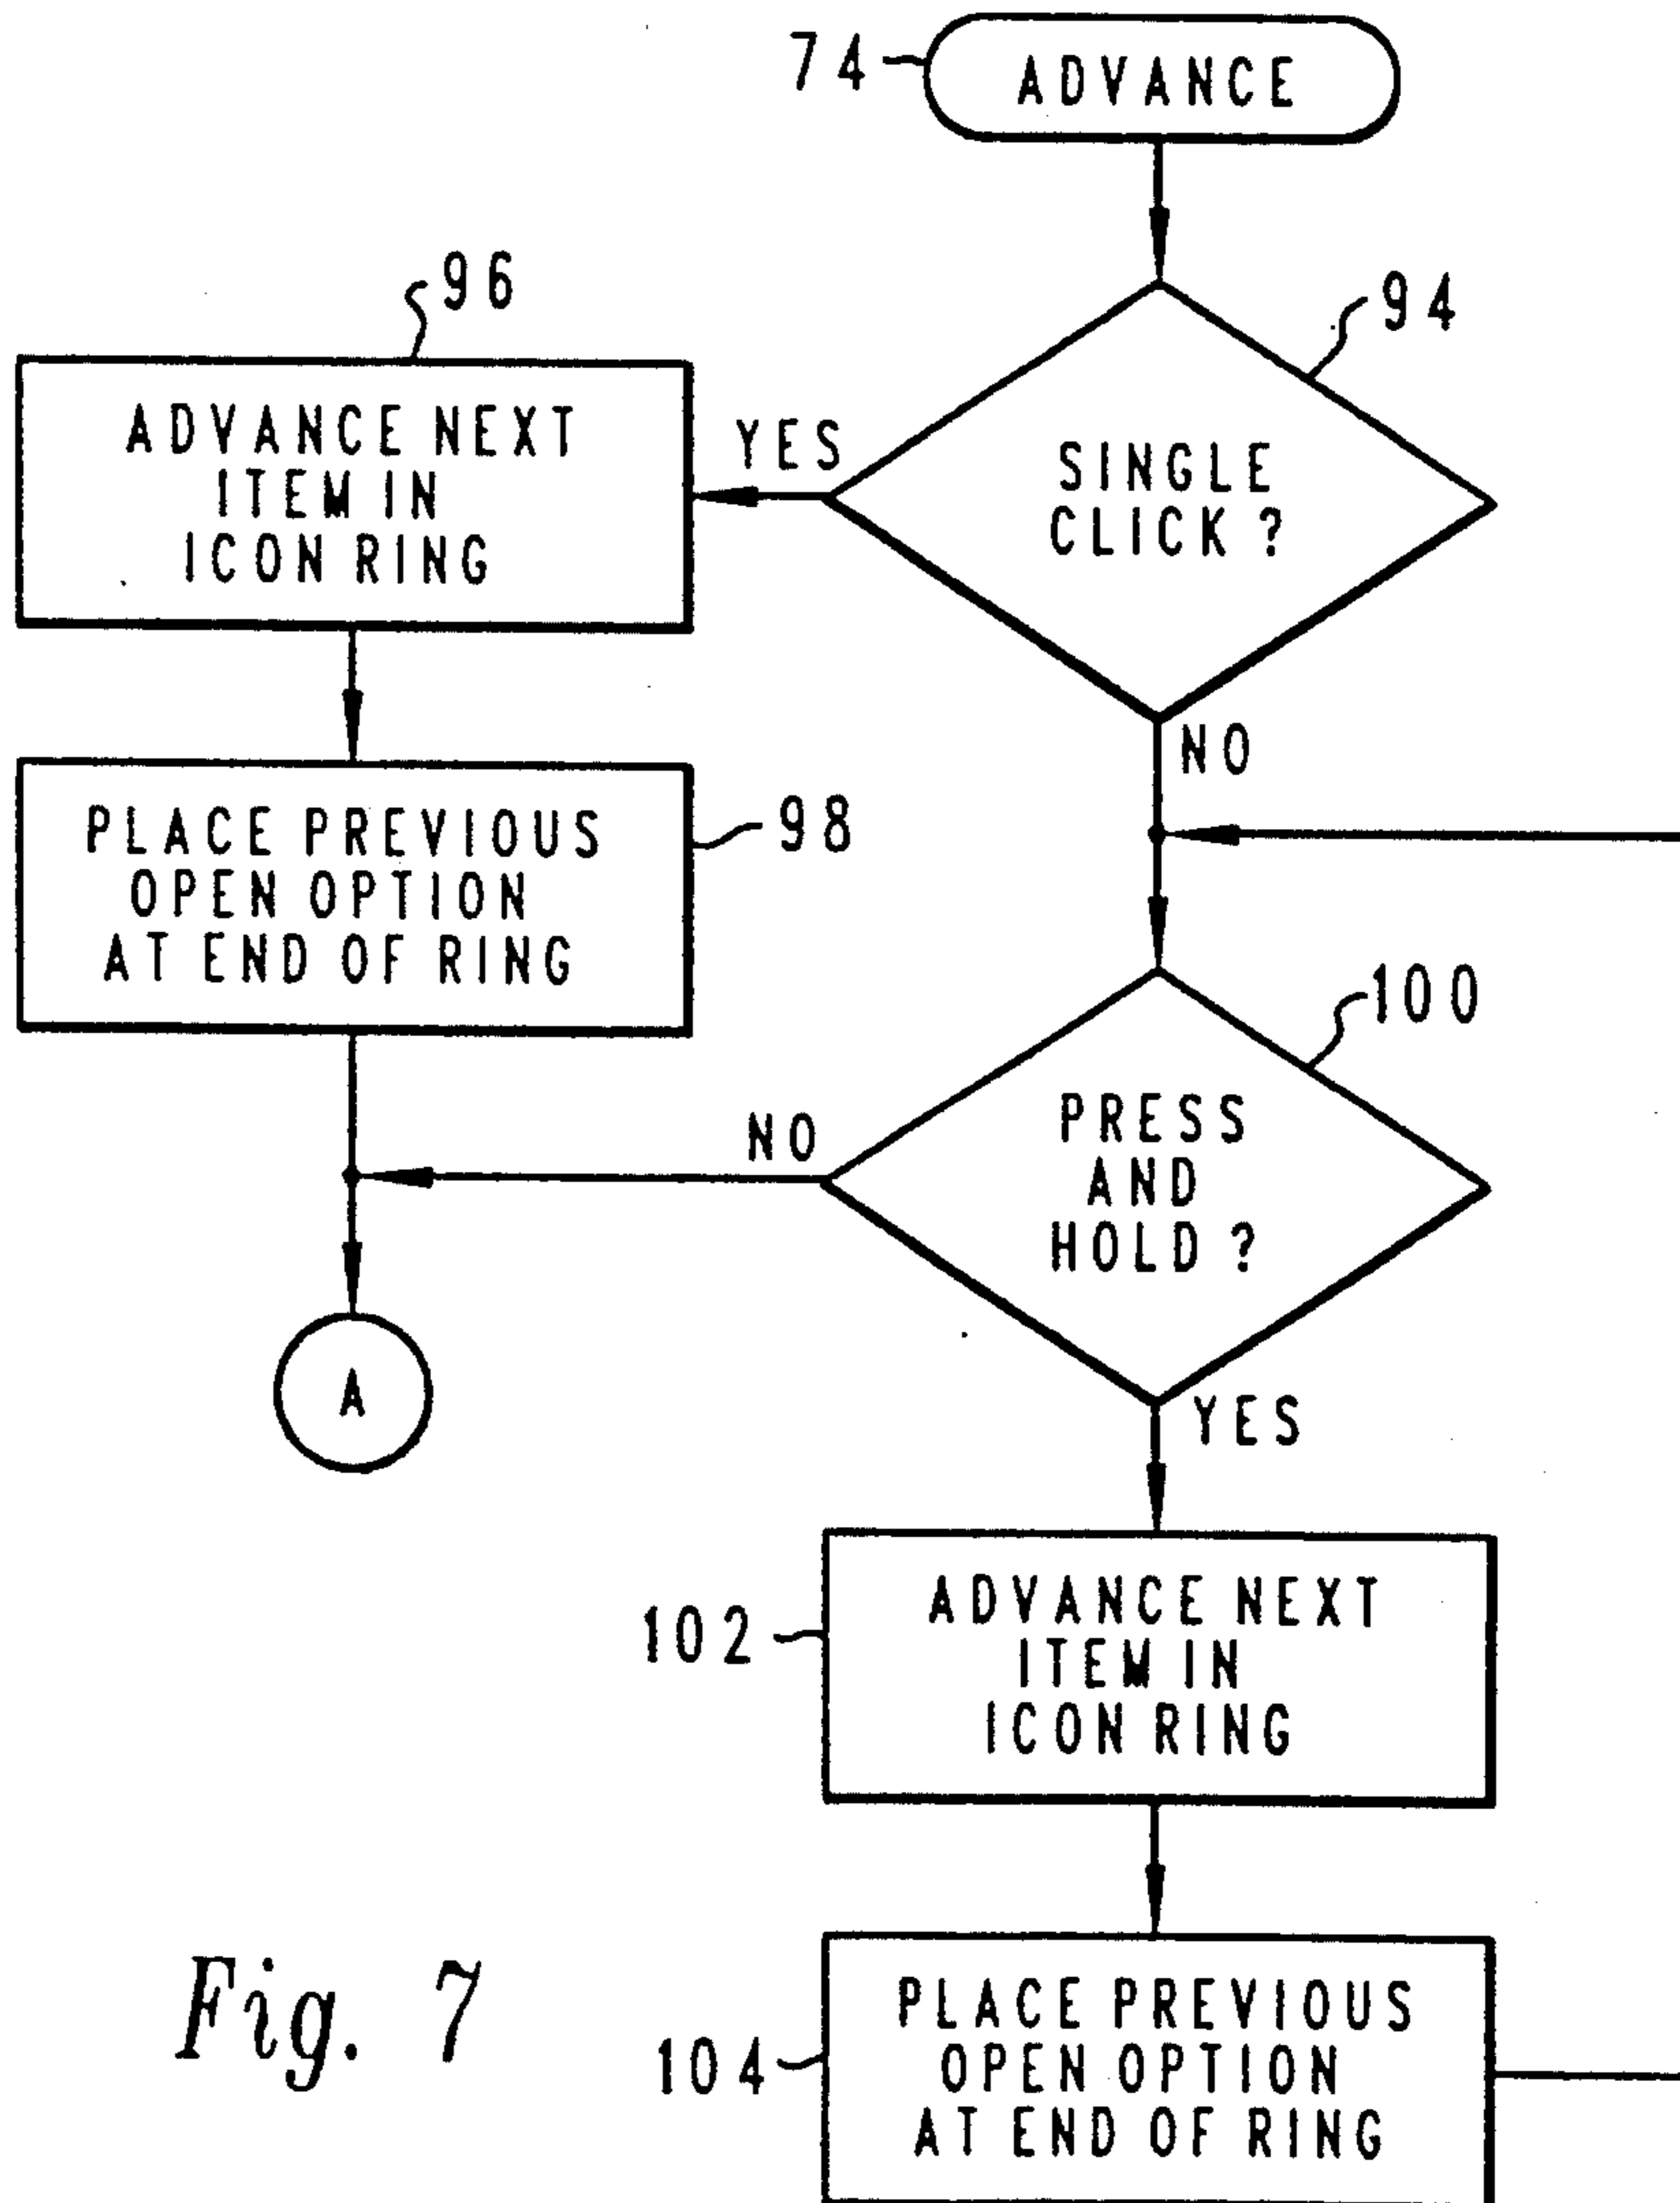 74
ADVANCE
96
94
ADVANCE NEXT
ITEM IN
ICON RING
YES
SINGLE
CLICK?
NO
PLACE PREVIOUS
OPEN OPTION
AT END OF RING
98
100
NO
PRESS
AND
HOLD?
A
YES
102
ADVANCE NEXT
ITEM IN
ICON RING
Fig. 7
104
PLACE PREVIOUS
OPEN OPTION
AT END OF RING